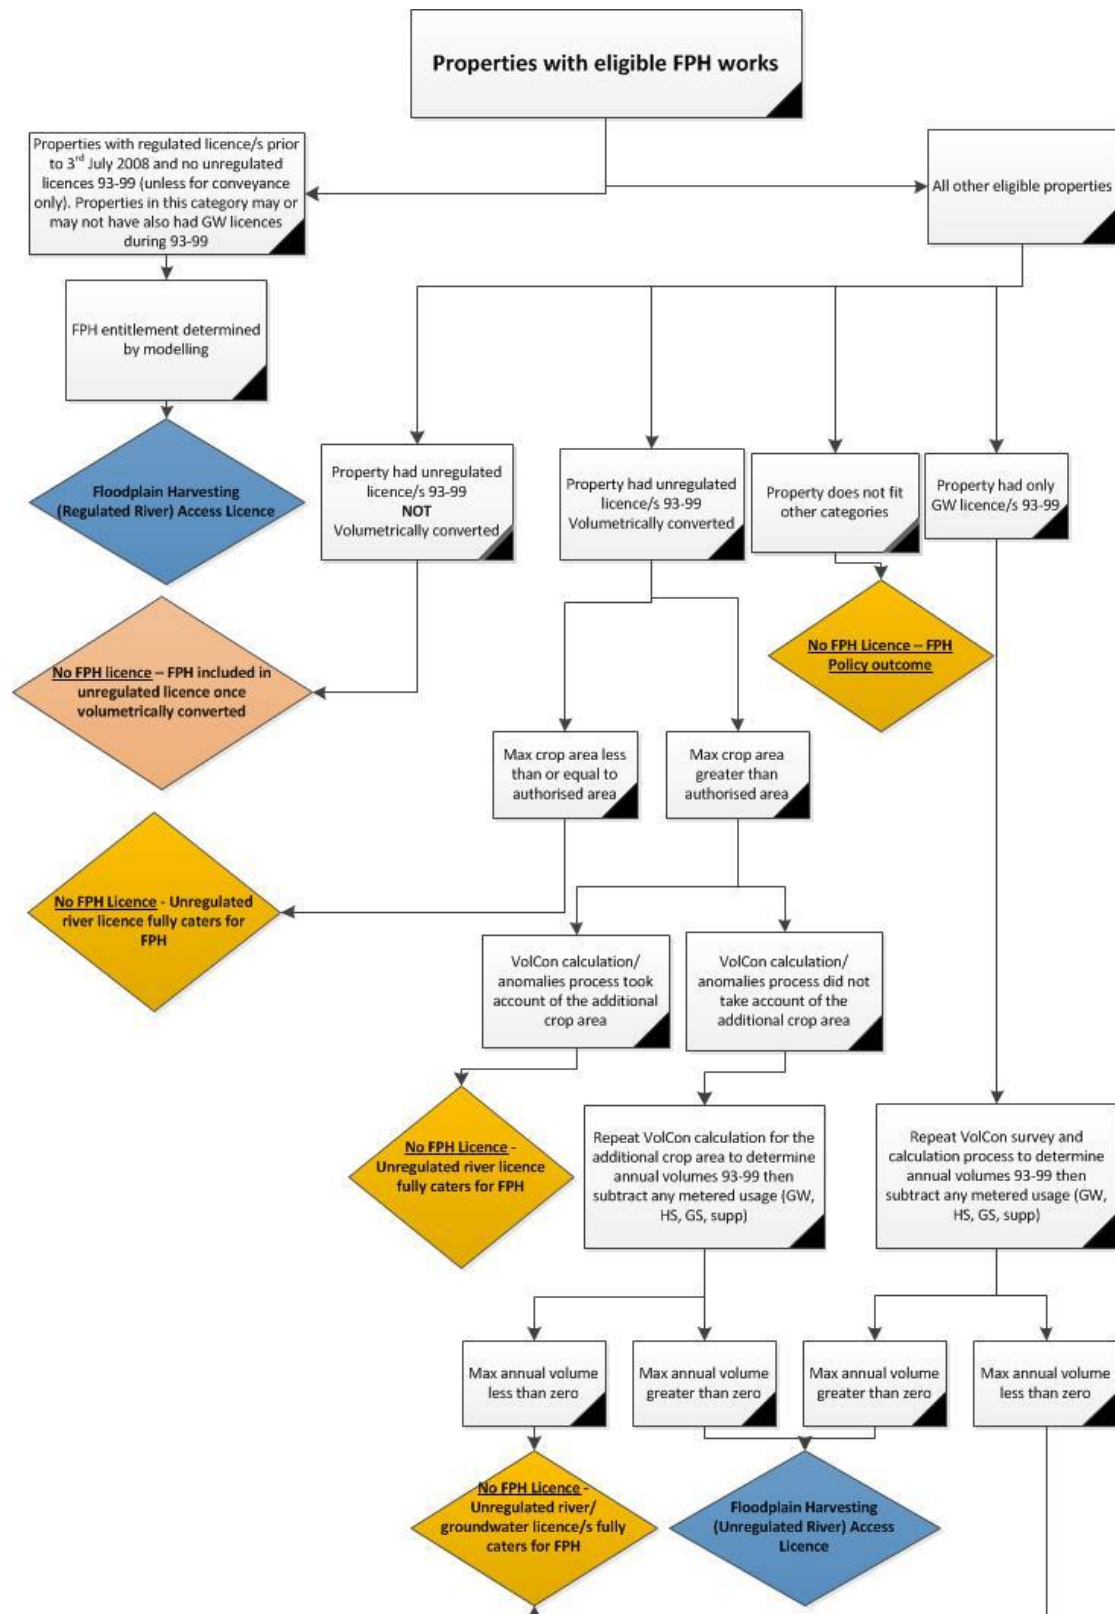 Properties with eligible FPH works
Properties with regulated licence/s prior
to 3rd July 2008 and no unregulated
licences 93-99 (unless for conveyance
only). Properties in this category may or
may not have also had GW licences
during 93-99
All other eligible properties
FPH entitlement determined
by modelling
Floodplain Harvesting
(Regulated River) Access Licence
Property had unregulated
licence/s 93-99
NOT
Volumetrically converted
Property had unregulated
licence/s 93-99
Volumetrically converted
Property does not fit
other categories
Property had only
GW licence/s 93-99
No FPH licence – FPH included in
unregulated licence once
volumetrically converted
No FPH Licence – FPH
Policy outcome
Max crop area less
than or equal to
authorised area
Max crop area
greater than
authorised area
No FPH Licence - Unregulated
river licence fully caters for
FPH
VolCon calculation/
anomalies process took
account of the additional
crop area
VolCon calculation/
anomalies process did not
take account of the
additional crop area
No FPH Licence -
Unregulated river licence
fully caters for FPH
Repeat VolCon calculation for the
additional crop area to determine
annual volumes 93-99 then
subtract any metered usage (GW,
HS, GS, supp)
Repeat VolCon survey and
calculation process to determine
annual volumes 93-99 then
subtract any metered usage (GW,
HS, GS, supp)
Max annual volume
less than zero
Max annual volume
greater than zero
Max annual volume
greater than zero
Max annual volume
less than zero
No FPH Licence -
Unregulated river/
groundwater licence/s fully
caters for FPH
Floodplain Harvesting
(Unregulated River) Access
Licence